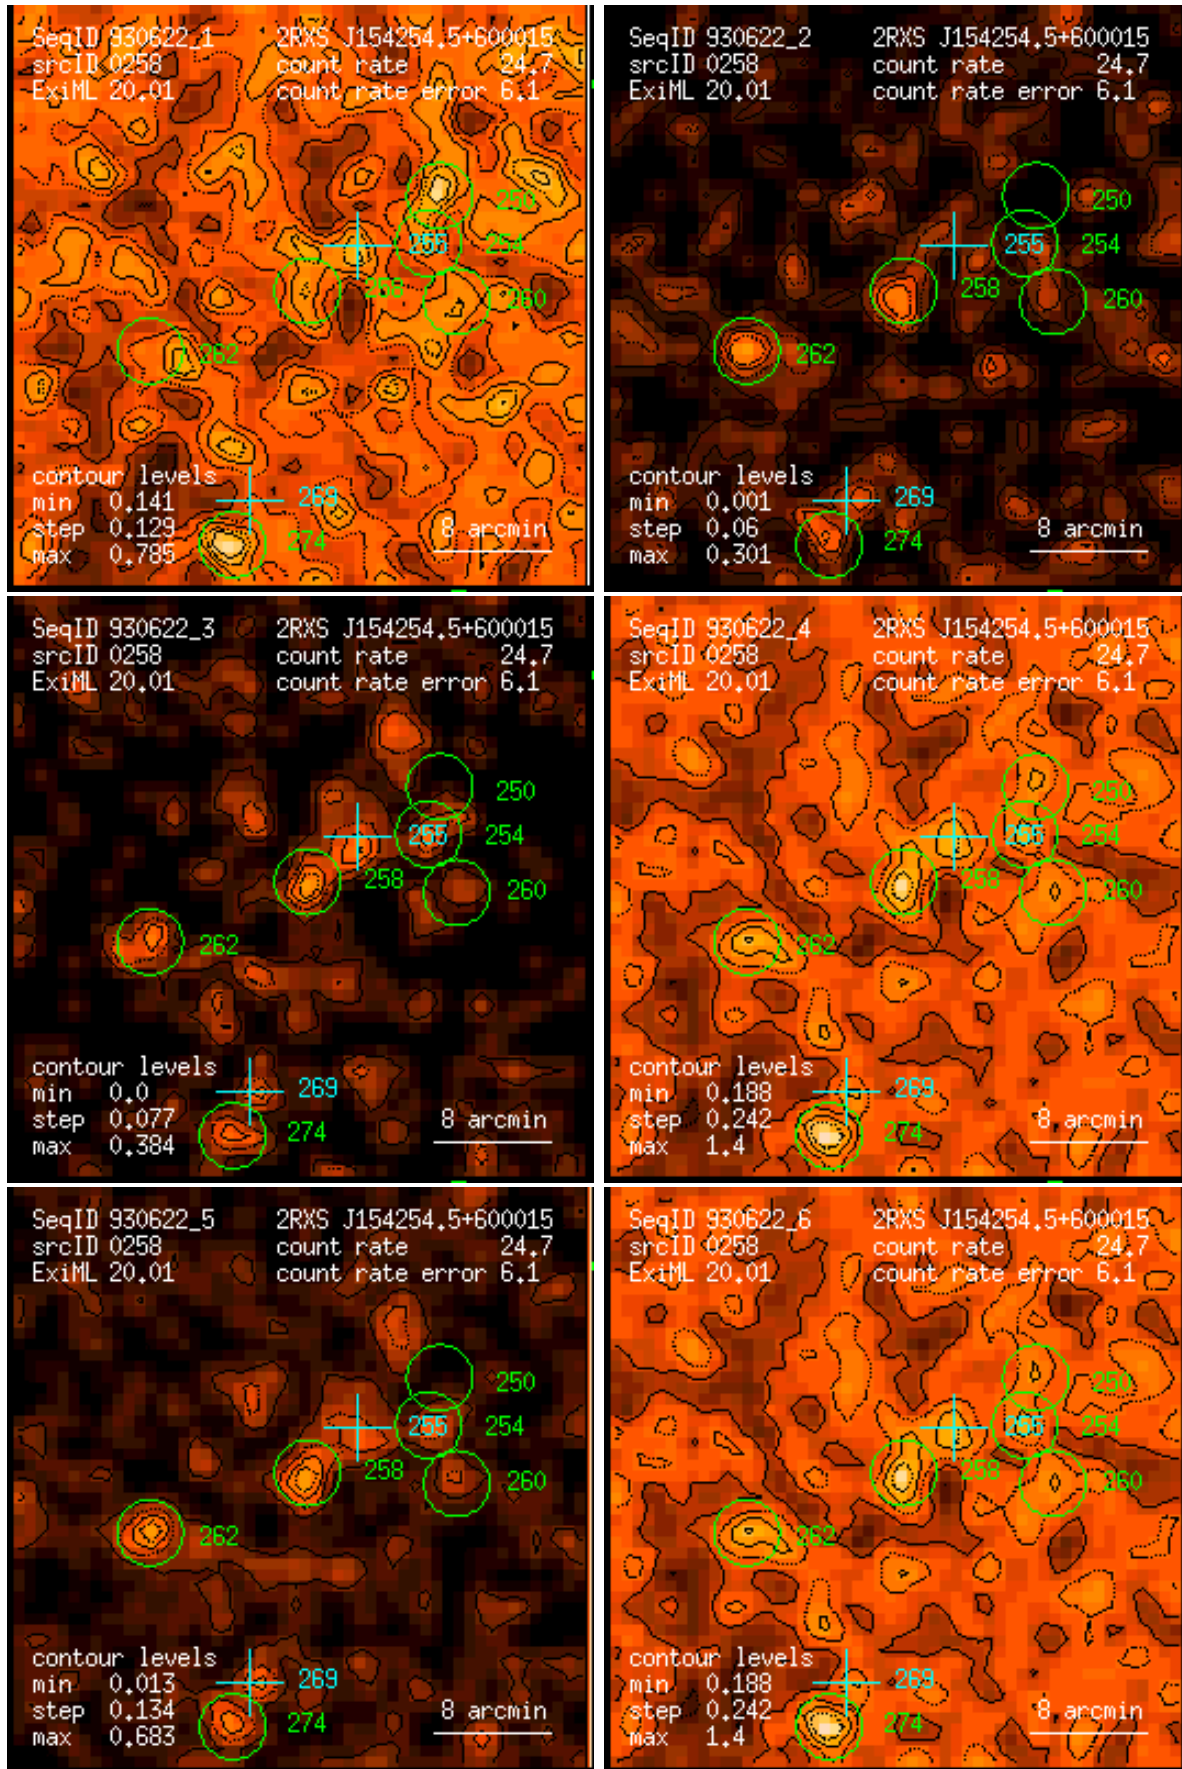 SeqID 930622_1 2RXS J154254.5+600015
srcID 0258 count rate 24.7
ExiML 20.01 count rate error 6.1
250
255 254
258 260
262
contour levels
min 0.141 269
step 0.129 8 arcmin
max 0.785 274
SeqID 930622_2 2RXS J154254.5+600015
srcID 0258 count rate 24.7
ExiML 20.01 count rate error 6.1
250
255 254
258 260
262
contour levels
min 0.001 269
step 0.06 8 arcmin
max 0.301 274
SeqID 930622_3 2RXS J154254.5+600015
srcID 0258 count rate 24.7
ExiML 20.01 count rate error 6.1
250
255 254
258 260
262
contour levels
min 0.0 269
step 0.077 8 arcmin
max 0.384 274
SeqID 930622_4 2RXS J154254.5+600015
srcID 0258 count rate 24.7
ExiML 20.01 count rate error 6.1
250
255 254
258 260
262
contour levels
min 0.188 269
step 0.242 8 arcmin
max 1.4 274
SeqID 930622_5 2RXS J154254.5+600015
srcID 0258 count rate 24.7
ExiML 20.01 count rate error 6.1
250
255 254
258 260
262
contour levels
min 0.013 269
step 0.134 8 arcmin
max 0.683 274
SeqID 930622_6 2RXS J154254.5+600015
srcID 0258 count rate 24.7
ExiML 20.01 count rate error 6.1
250
255 254
258 260
262
contour levels
min 0.188 269
step 0.242 8 arcmin
max 1.4 274